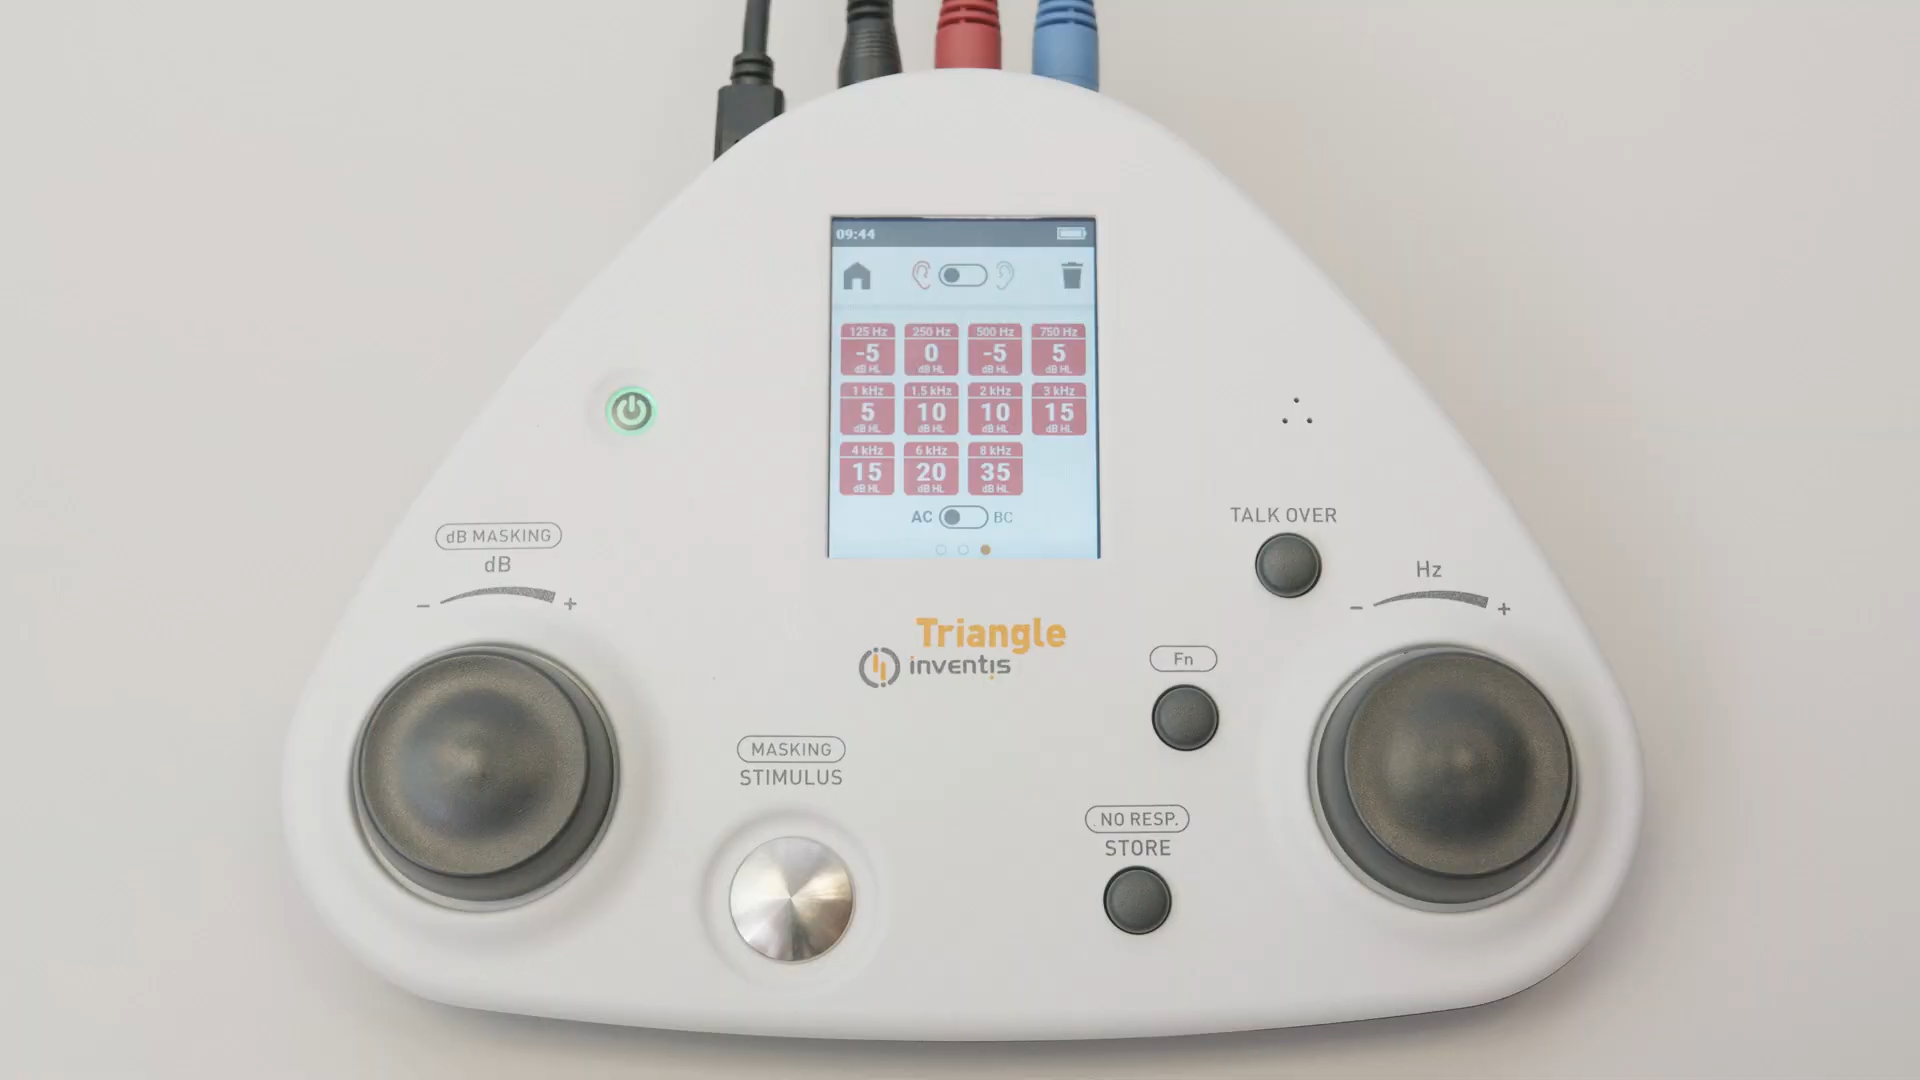 09:44
125 Hz 250 Hz 500 Hz 750 Hz
-5 0 -5 5
dB HL dB HL dB HL dB HL
1 kHz 1.5 kHz 2 kHz 3 kHz
5 10 10 15
dB HL dB HL dB HL dB HL
4 kHz 6 kHz 8 kHz
15 20 35
dB HL dB HL dB HL
AC BC
dB MASKING
dB
- +
TALK OVER
Hz
- +
Triangle
inventis
Fn
MASKING
STIMULUS
NO RESP.
STORE